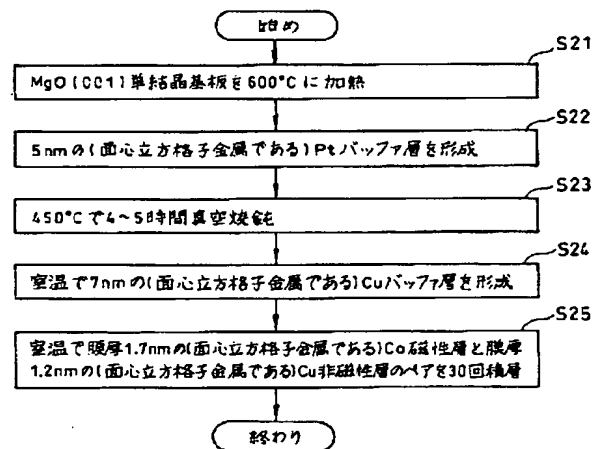 始め
S21
MgO(001)単結晶基板を600°Cに加熱
S22
5nmの(面心立方格子金属である)Ptバッファ層を形成
S23
450°Cで4~5時間真空焼鈍
S24
室温で7nmの(面心立方格子金属である)Cuバッファ層を形成
S25
室温で膜厚1.7nmの(面心立方格子金属である)Co磁性層と膜厚
1.2nmの(面心立方格子金属である)Cu非磁性層のペアを30回積層
終わり